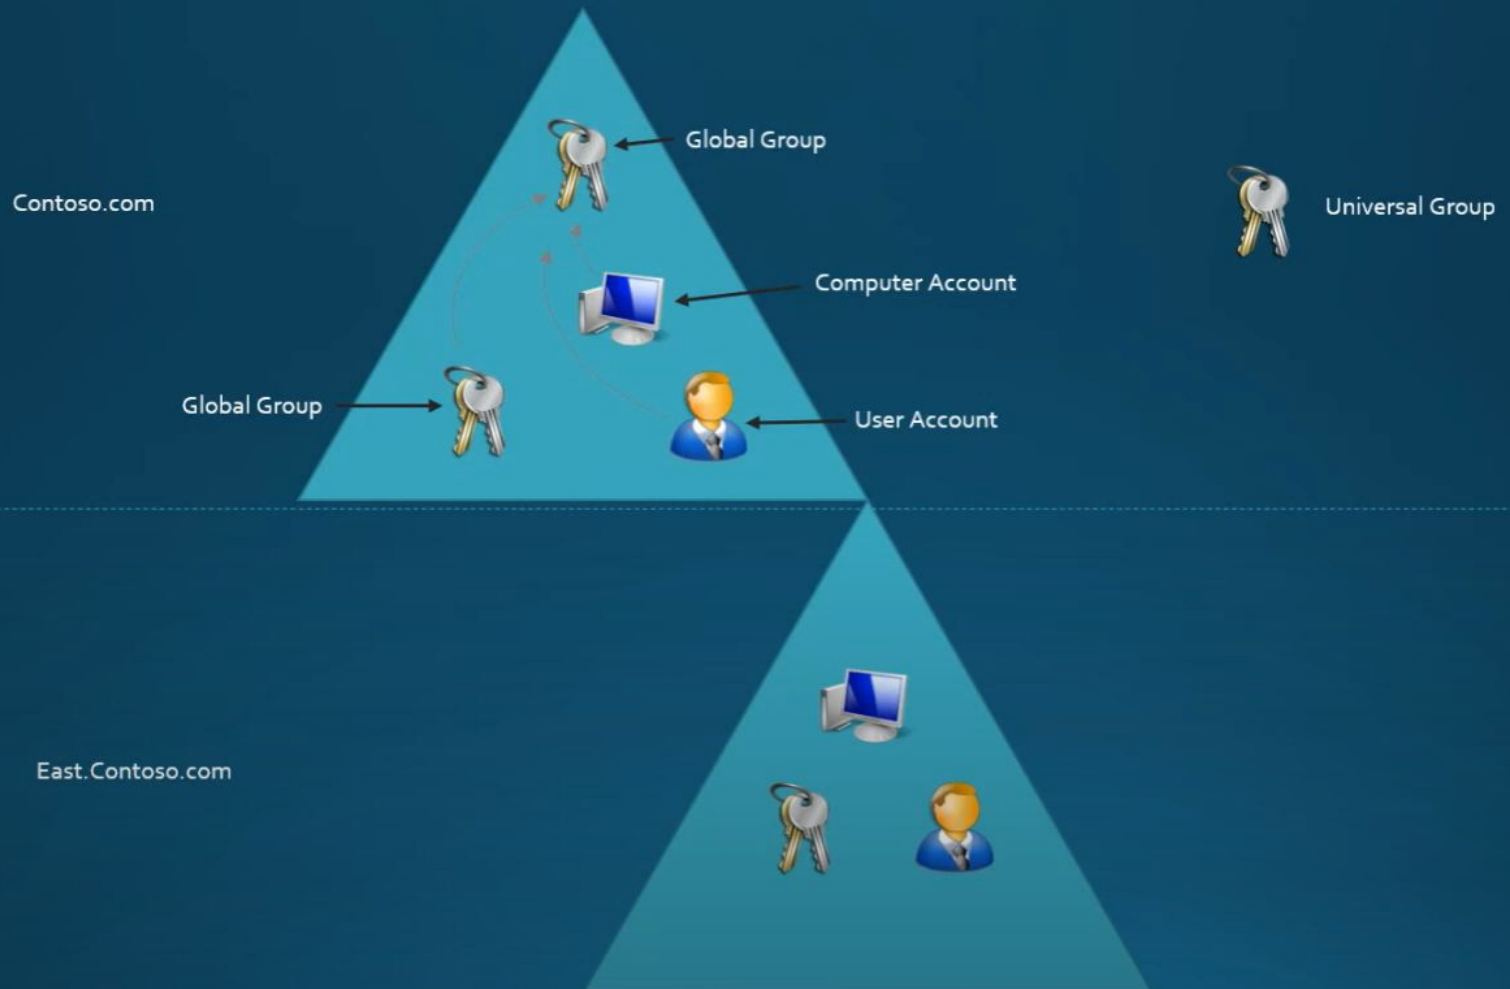 Global Group
Contoso.com
Universal Group
Computer Account
Global Group
User Account
East.Contoso.com